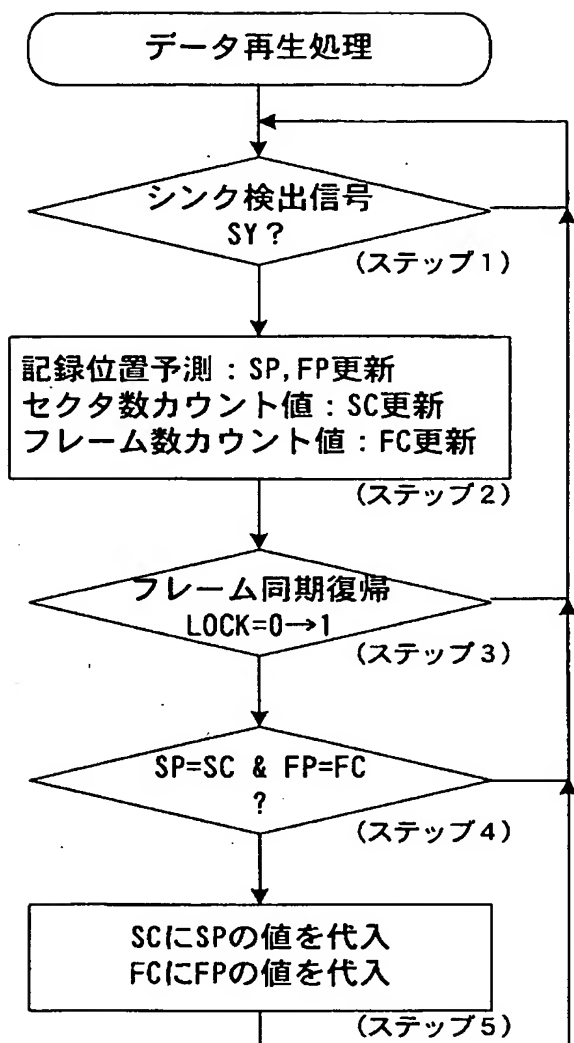 データ再生処理
シンク検出信号
SY?
(ステップ1)
記録位置予測:SP,FP更新
セクタ数カウント値:SC更新
フレーム数カウント値:FC更新
(ステップ2)
フレーム同期復帰
LOCK=0→1
(ステップ3)
SP=SC & FP=FC
?
(ステップ4)
SCにSPの値を代入
FCにFPの値を代入
(ステップ5)